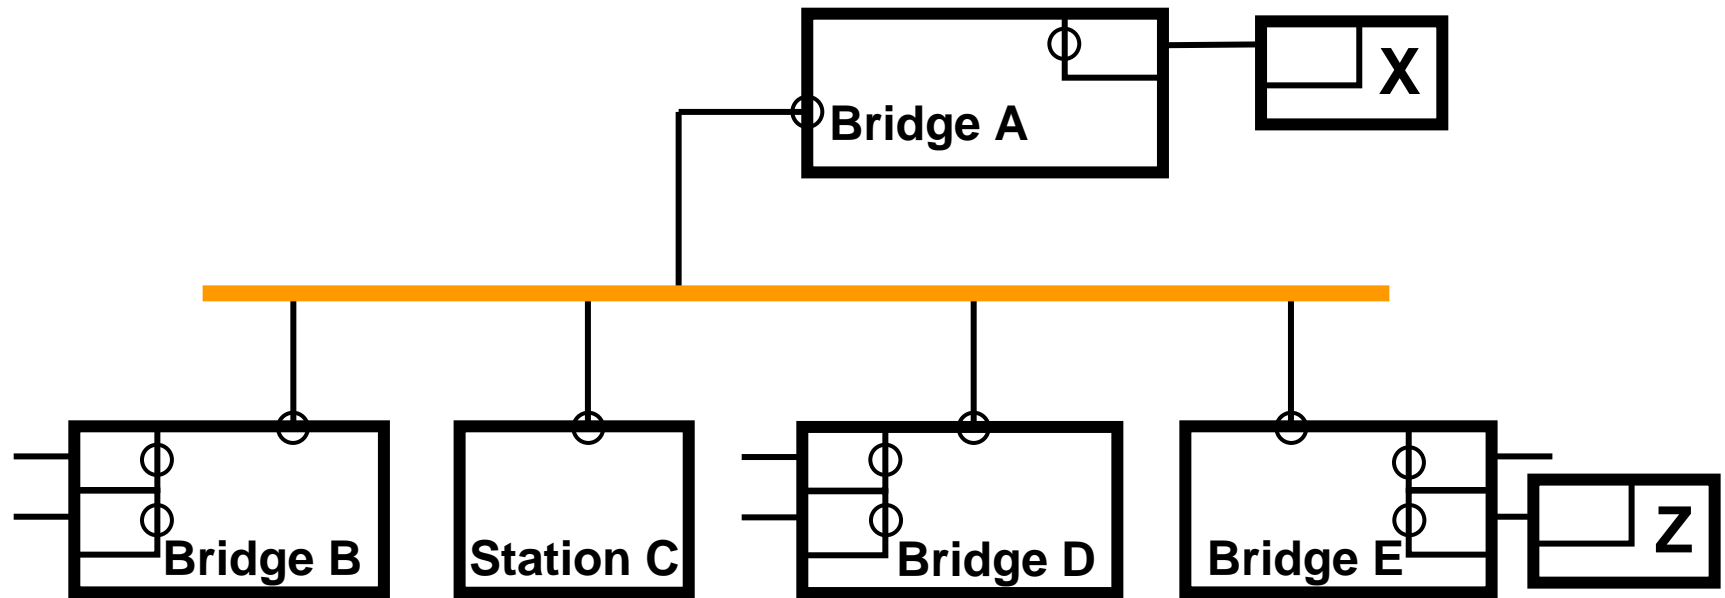 X
Bridge A
Bridge B
Station C
Bridge D
Bridge E
Z